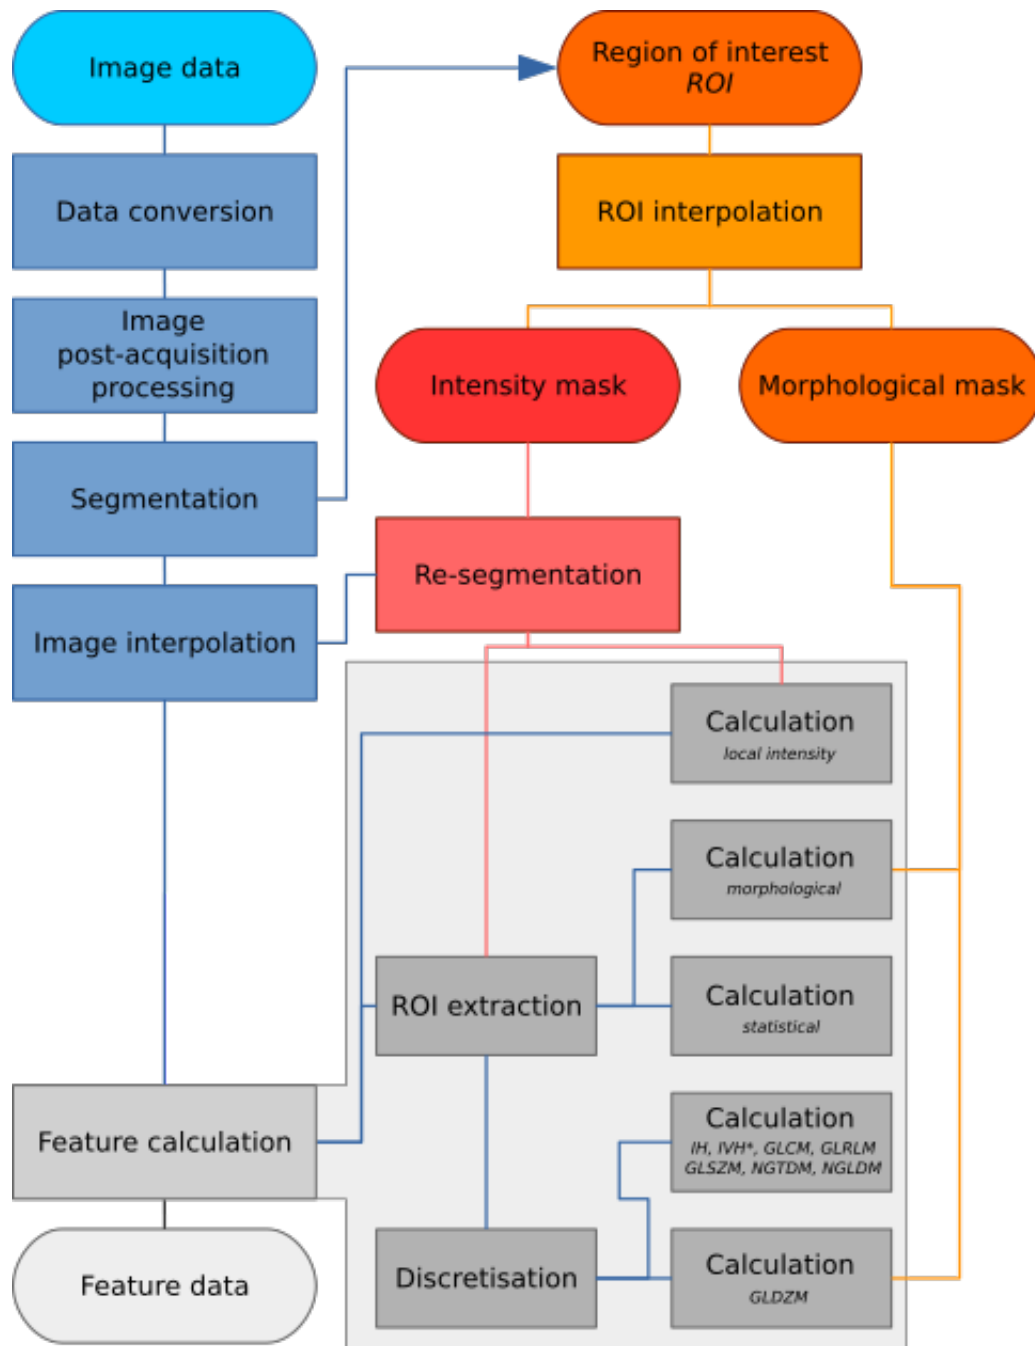 Image data
Data conversion
Image
post-acquisition
processing
Segmentation
Image interpolation
Feature calculation
Feature data
Region of interest
ROI
ROI interpolation
Intensity mask
Morphological mask
Re-segmentation
Calculation
local intensity
Calculation
morphological
ROI extraction
Calculation
statistical
Calculation
IH, IVH*, GLCM, GLRLM
GLSZM, NGTDM, NGLDM
Discretisation
Calculation
GLDZM